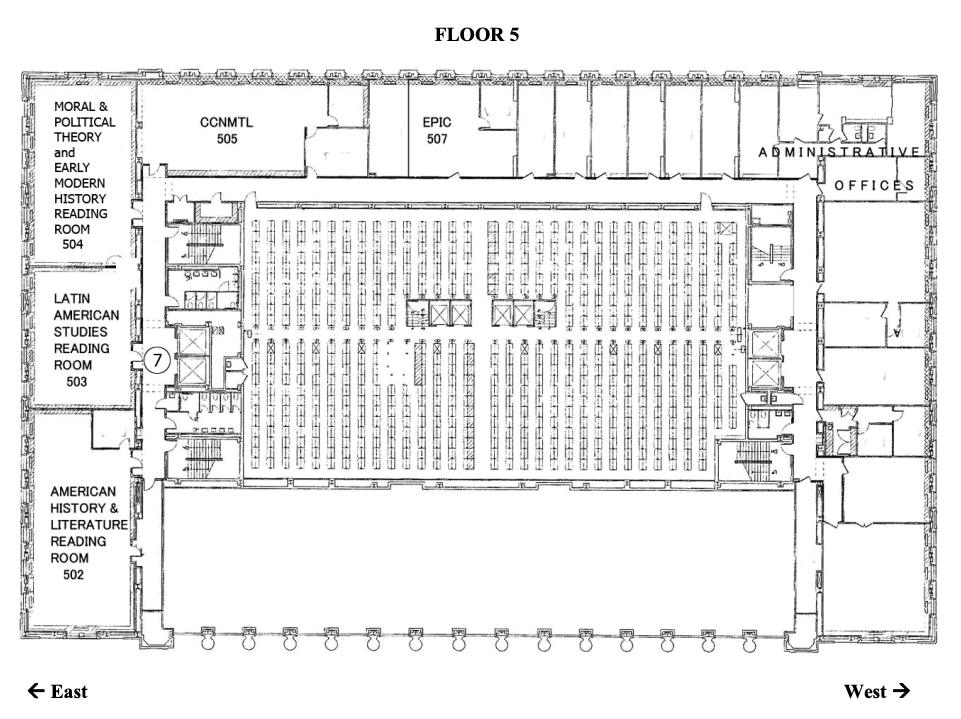 FLOOR 5
MORAL &
POLITICAL
THEORY
and
EARLY
MODERN
HISTORY
READING
ROOM
504
CCNMTL
505
EPIC
507
ADMINISTRATIVE
OFFICES
LATIN
AMERICAN
STUDIES
READING
ROOM
503
7
AMERICAN
HISTORY &
LITERATURE
READING
ROOM
502
← East
West →